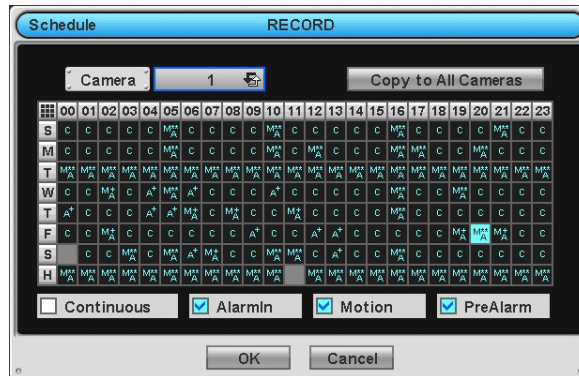 Schedule RECORD
Camera 1 Copy to All Cameras
00 01 02 03 04 05 06 07 08 09 10 11 12 13 14 15 16 17 18 19 20 21 22 23
S C C C C C M**A C C C C M**A C C C C C M**A C C C C M**A C C
M C C C C C M**A C C C C M**A C M**A C C C M**A M**A C C M**A C C C
T M**A M**A M**A M**A M**A M**A M**A M**A M**A M**A M**A M**A M**A M**A M**A M**A M**A M**A M**A M**A M**A M**A M**A M**A
W C C M+A C A+ M**A A+ C C C A+ C C C C C M**A C C M**A C C C C
T A+ C C C A+ A+ M+A C M+A C C M+A C C C C M**A C C C C C C C
F C C M+A C C C C C C A+ C C A+ A+ C C C C C M+A M**A M+A C C
S C C M**A C M**A A+ M+A C C M**A M**A C A+ C C M**A C C C C C C C
H M**A M**A M**A M**A M**A M**A M**A M**A M**A M**A M**A M**A M**A M**A M**A M**A M**A M**A M**A M**A M**A M**A M**A
Continuous AlarmIn Motion PreAlarm
OK Cancel